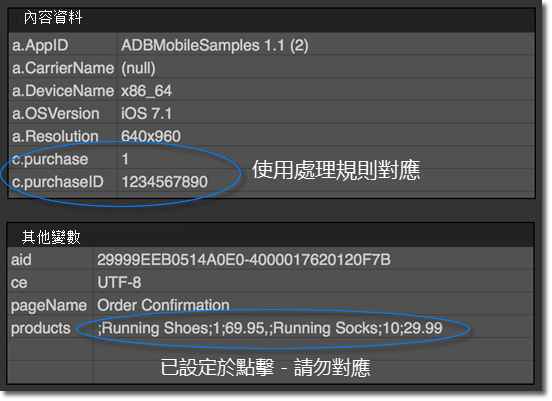 內容資料
a.AppID ADBMobileSamples 1.1 (2)
a.CarrierName (null)
a.DeviceName x86_64
a.OSVersion iOS 7.1
a.Resolution 640x960
c.purchase 1
c.purchaseID 1234567890
使用處理規則對應
其他變數
aid 29999EEB0514A0E0-4000017620120F7B
ce UTF-8
pageName Order Confirmation
products ;Running Shoes;1;69.95,;Running Socks;10;29.99
已設定於點擊 - 請勿對應